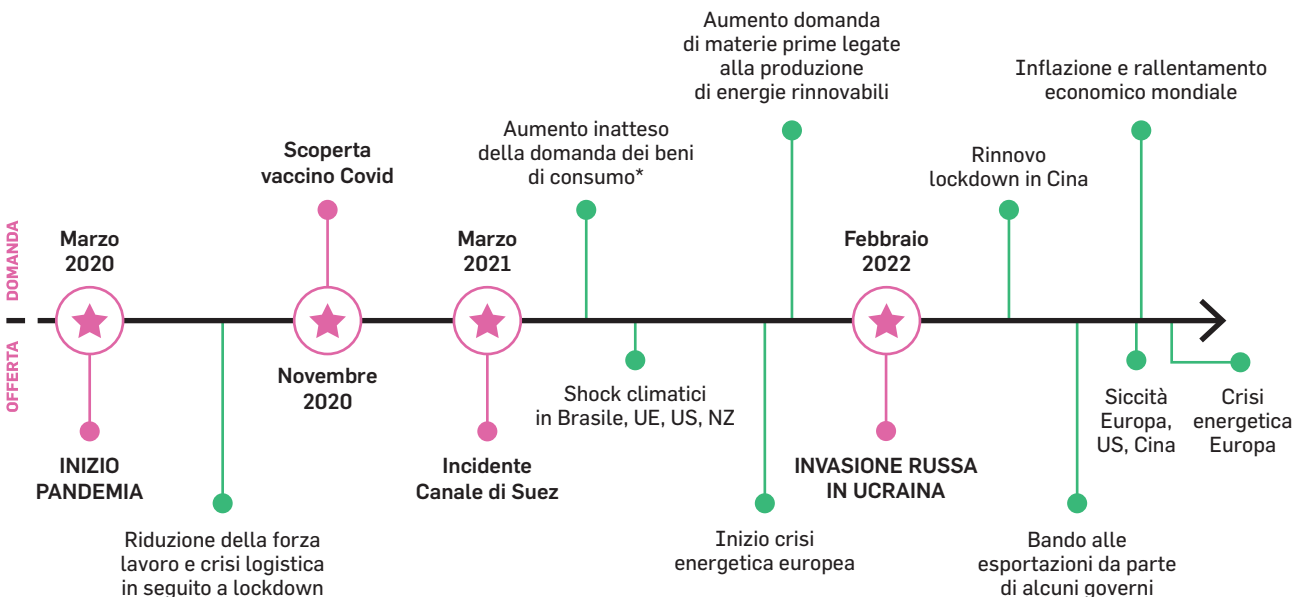 Aumento domanda
di materie prime legate
alla produzione
di energie rinnovabili
Inflazione e rallentamento
economico mondiale
Aumento inatteso
della domanda dei beni
di consumo*
Scoperta
vaccino Covid
Rinnovo
lockdown in Cina
DOMANDA
Marzo
2020
Marzo
2021
Febbraio
2022
OFFERTA
Novembre
2020
Shock climatici
in Brasile, UE, US, NZ
Siccità
Europa,
US, Cina
Crisi
energetica
Europa
INIZIO
PANDEMIA
Incidente
Canale di Suez
INVASIONE RUSSA
IN UCRAINA
Riduzione della forza
lavoro e crisi logistica
in seguito a lockdown
Inizio crisi
energetica europea
Bando alle
esportazioni da parte
di alcuni governi